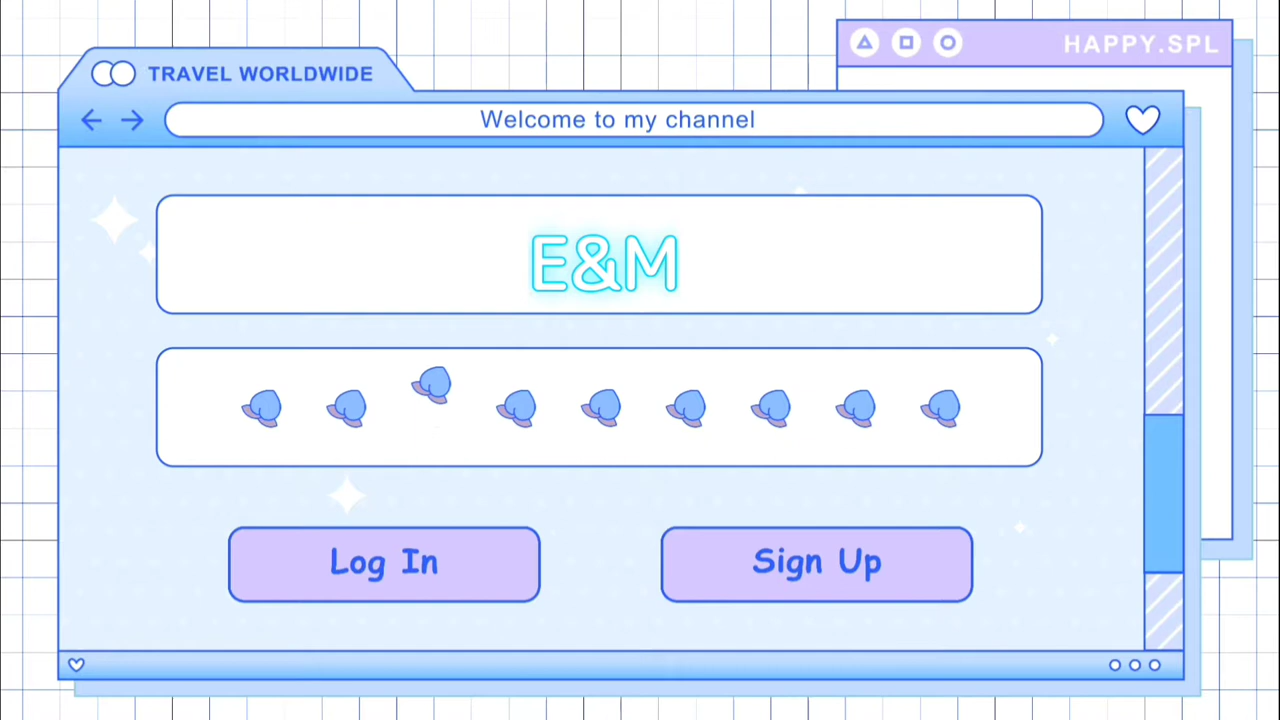 HAPPY.SPL
TRAVEL WORLDWIDE
Welcome to my channel
E&M
Log In
Sign Up